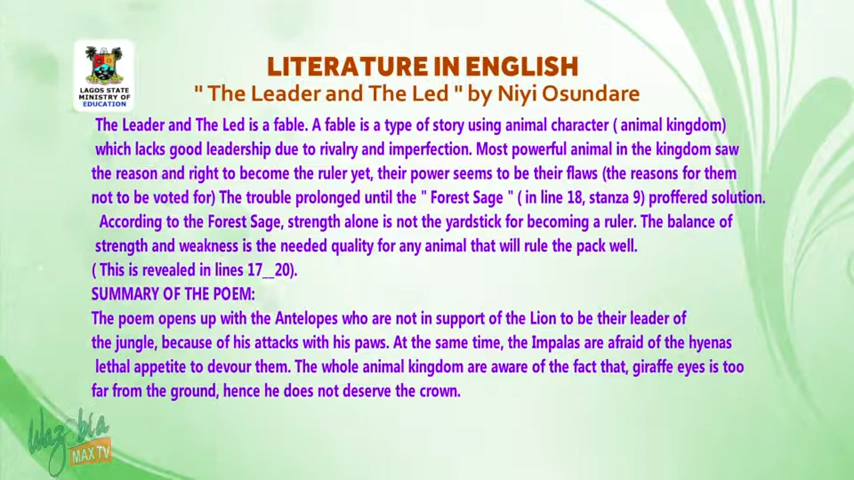 LAGOS STATE
MINISTRY OF
EDUCATION
LITERATURE IN ENGLISH
" The Leader and The Led " by Niyi Osundare
The Leader and The Led is a fable. A fable is a type of story using animal character ( animal kingdom)
which lacks good leadership due to rivalry and imperfection. Most powerful animal in the kingdom saw
the reason and right to become the ruler yet, their power seems to be their flaws (the reasons for them
not to be voted for) The trouble prolonged until the " Forest Sage " ( in line 18, stanza 9) proffered solution.
According to the Forest Sage, strength alone is not the yardstick for becoming a ruler. The balance of
strength and weakness is the needed quality for any animal that will rule the pack well.
( This is revealed in lines 17__20).
SUMMARY OF THE POEM:
The poem opens up with the Antelopes who are not in support of the Lion to be their leader of
the jungle, because of his attacks with his paws. At the same time, the Impalas are afraid of the hyenas
lethal appetite to devour them. The whole animal kingdom are aware of the fact that, giraffe eyes is too
far from the ground, hence he does not deserve the crown.
Wazobia
MAX TV